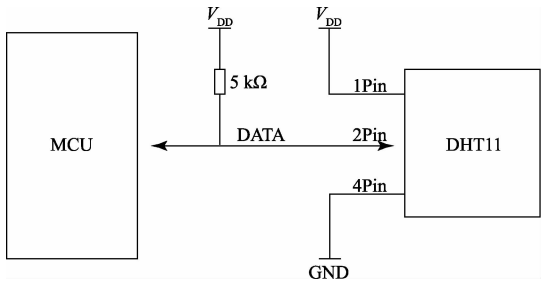 V_DD
V_DD
5 kΩ
1Pin
MCU
DATA
2Pin
DHT11
4Pin
GND